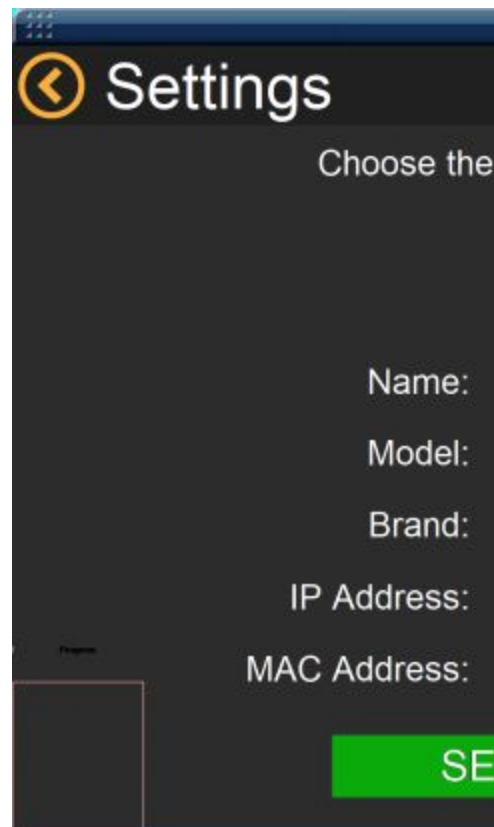 Settings
Choose the
Name:
Model:
Brand:
IP Address:
MAC Address:
SE